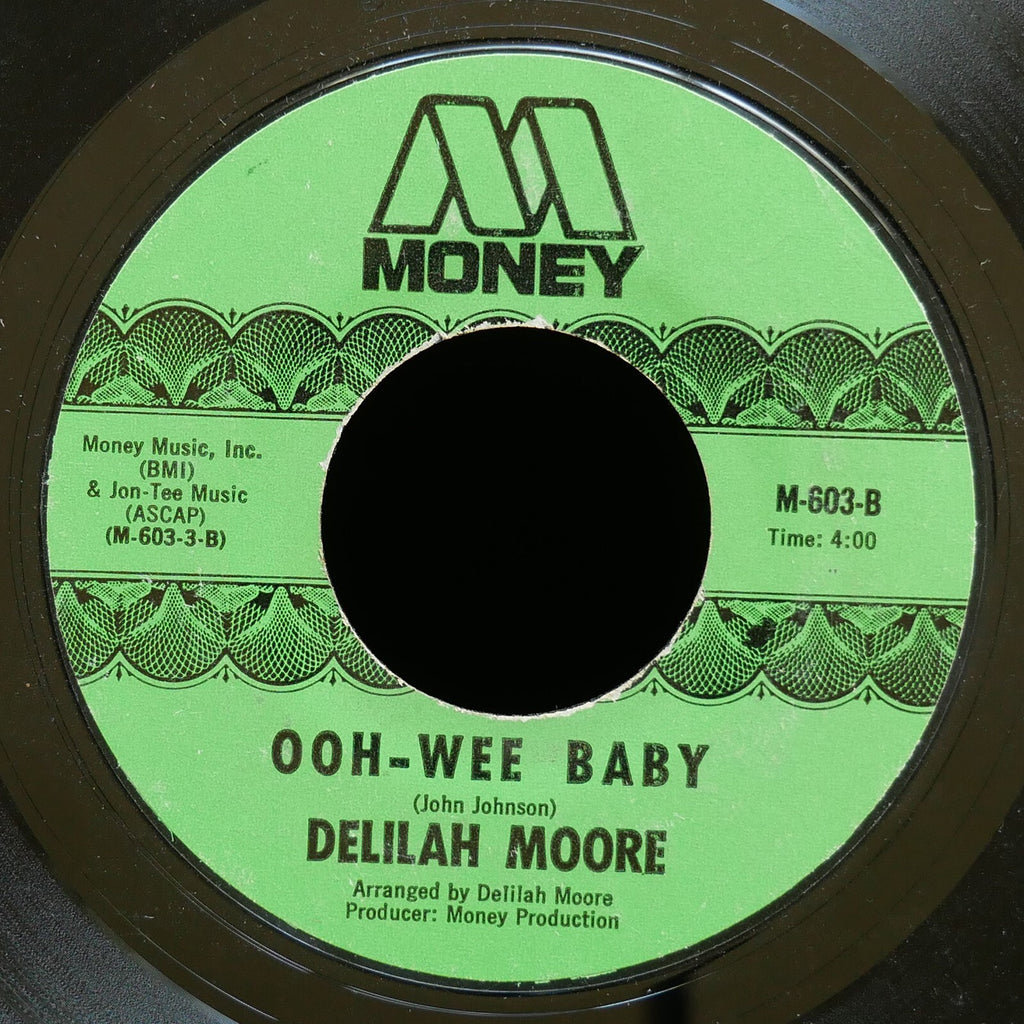 MONEY
Money Music, Inc.
(BMI)
& Jon-Tee Music
(ASCAP)
(M-603-3-B)
M-603-B
Time: 4:00
OOH-WEE BABY
(John Johnson)
DELILAH MOORE
Arranged by Delilah Moore
Producer: Money Production